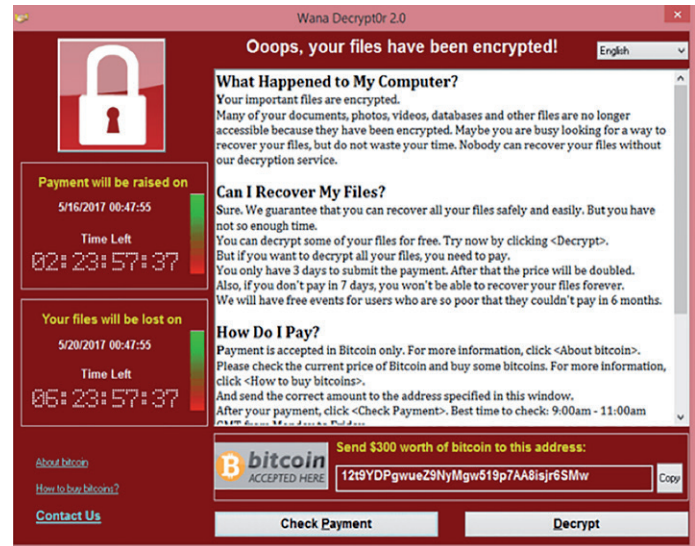 Wana Decrypt0r 2.0
Ooops, your files have been encrypted!
English
What Happened to My Computer?
Your important files are encrypted.
Many of your documents, photos, videos, databases and other files are no longer
accessible because they have been encrypted. Maybe you are busy looking for a way to
recover your files, but do not waste your time. Nobody can recover your files without
our decryption service.
Can I Recover My Files?
Sure. We guarantee that you can recover all your files safely and easily. But you have
not so enough time.
You can decrypt some of your files for free. Try now by clicking <Decrypt>.
But if you want to decrypt all your files, you need to pay.
You only have 3 days to submit the payment. After that the price will be doubled.
Also, if you don't pay in 7 days, you won't be able to recover your files forever.
We will have free events for users who are so poor that they couldn't pay in 6 months.
How Do I Pay?
Payment is accepted in Bitcoin only. For more information, click <About bitcoin>.
Please check the current price of Bitcoin and buy some bitcoins. For more information,
click <How to buy bitcoins>.
And send the correct amount to the address specified in this window.
After your payment, click <Check Payment>. Best time to check: 9:00am - 11:00am
GMT from Monday to Friday.
Payment will be raised on
5/16/2017 00:47:55
Time Left
02:23:57:37
Your files will be lost on
5/20/2017 00:47:55
Time Left
06:23:57:37
About bitcoin
How to buy bitcoins?
Contact Us
bitcoin
ACCEPTED HERE
Send $300 worth of bitcoin to this address:
12t9YDPgwueZ9NyMgw519p7AA8isjr6SMw
Copy
Check Payment
Decrypt